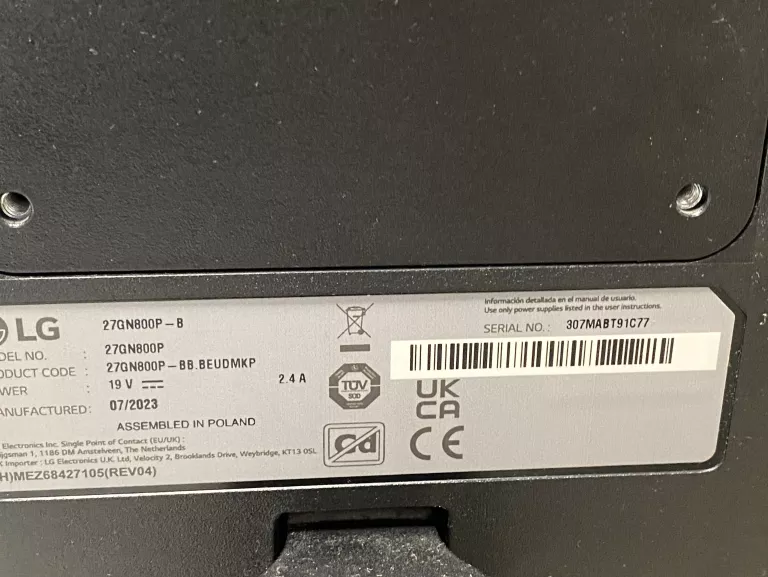 LG 27GN800P-B
DEL NO. : 27GN800P
ODUCT CODE : 27GN800P-BB.BEUDMKP
WER : 19 V ⎓ 2.4 A
ANUFACTURED: 07/2023
ASSEMBLED IN POLAND
Electronics Inc. Single Point of Contact (EU/UK) :
1186 DM Amstelveen, The Netherlands
Importer : LG Electronics U.K. Ltd, Velocity 2, Brooklands Drive, Weybridge, KT13 0SL
H)MEZ68427105(REV04)
TÜV
SÜD
Cd
Información detallada en el manual de usuario.
Use only power supplies listed in the user instructions.
SERIAL NO. : 307MABT91C77
UK
CA
CE